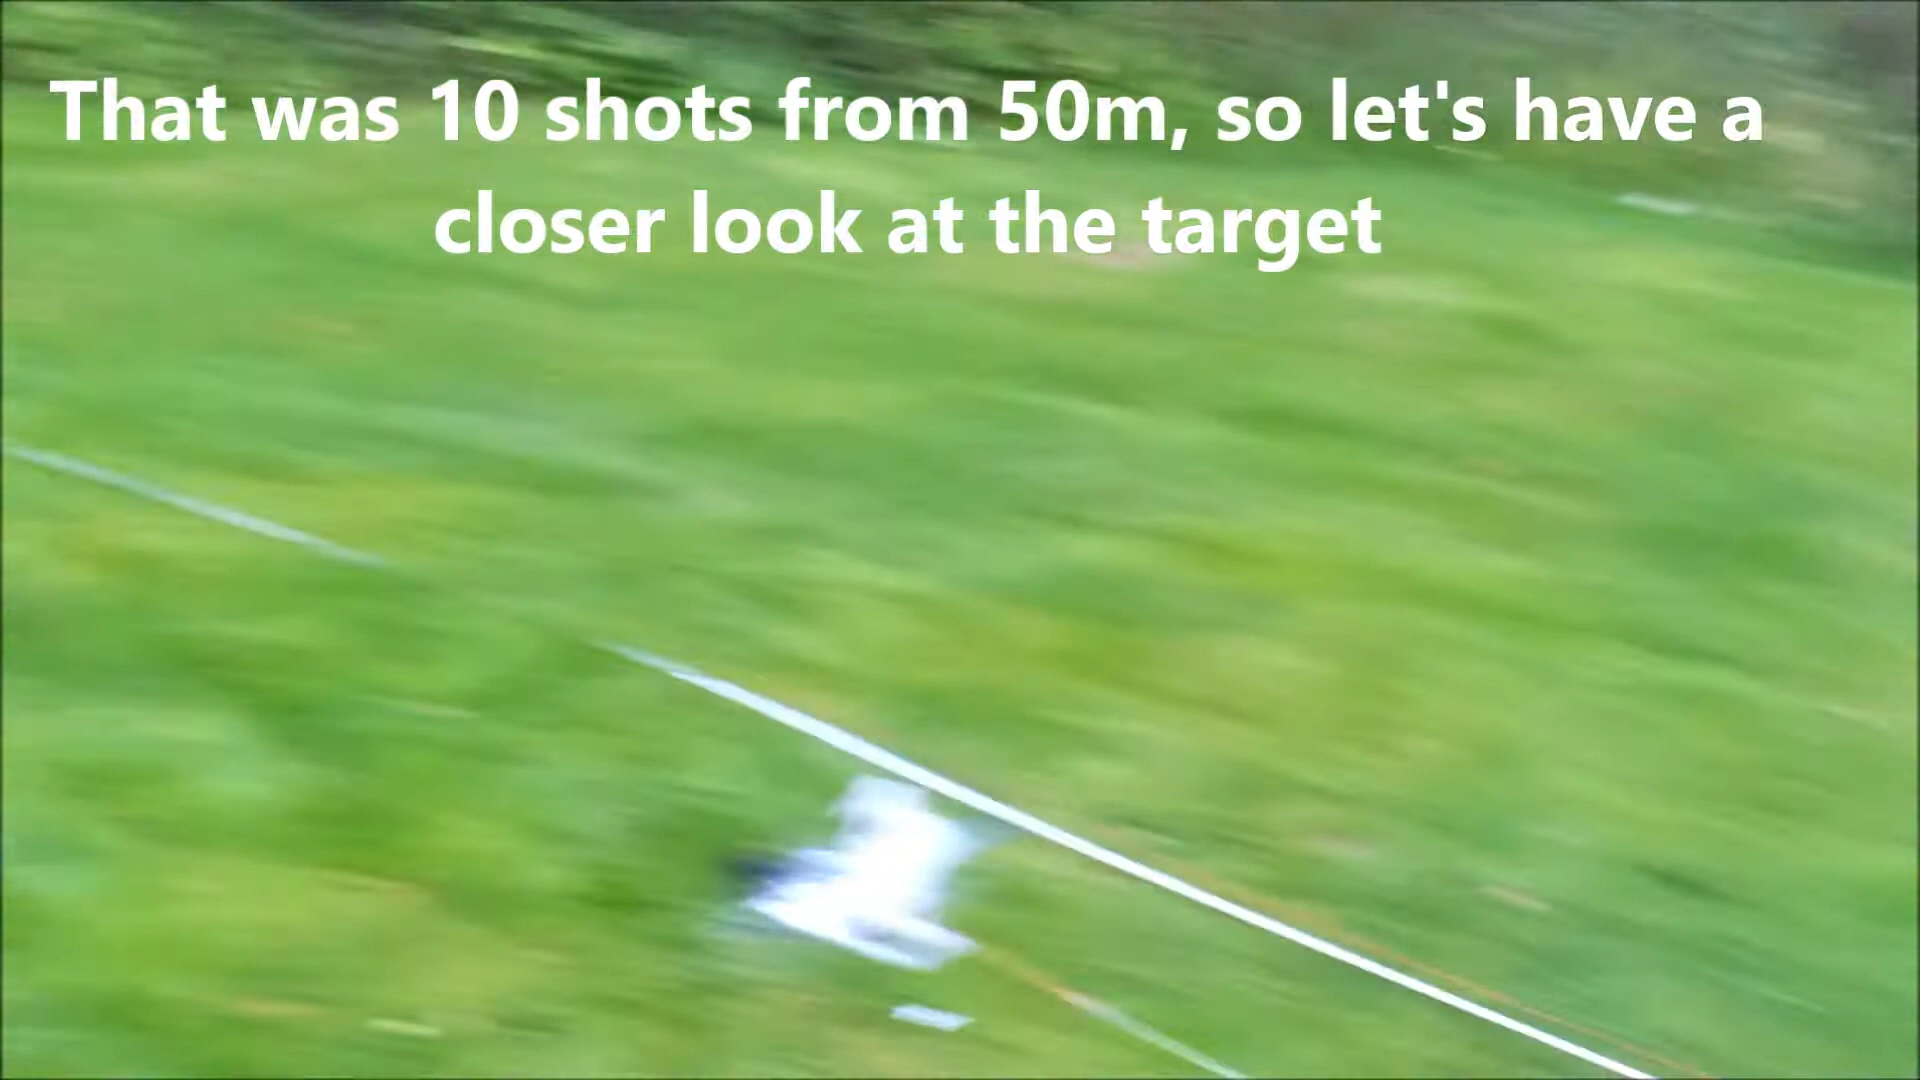 That was 10 shots from 50m, so let's have a
closer look at the target